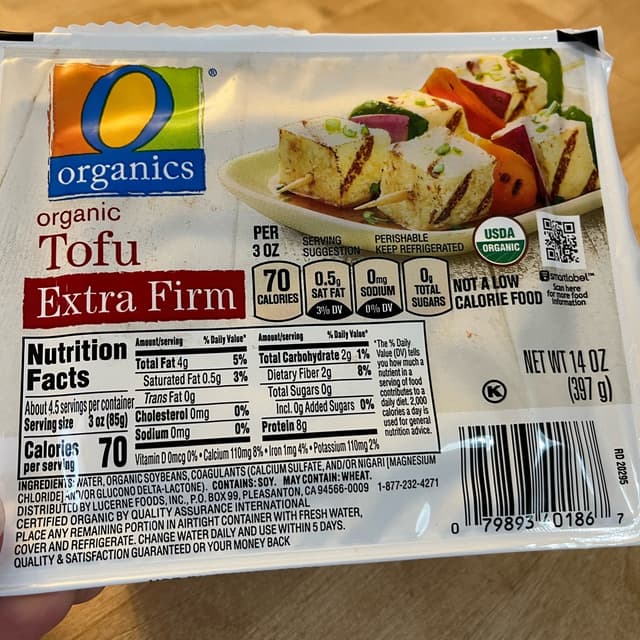 O ®
organics
organic
Tofu
Extra Firm
PER
3 OZ
SERVING
SUGGESTION
PERISHABLE
KEEP REFRIGERATED
USDA
ORGANIC
70
CALORIES
0.5g
SAT FAT
3% DV
0mg
SODIUM
0% DV
0g
TOTAL
SUGARS
NOT A LOW
CALORIE FOOD
smartlabel™
Scan here
for more food
information
Nutrition
Facts
About 4.5 servings per container
Serving size 3 oz (85g)
Calories
per serving 70
Amount/serving % Daily Value*
Total Fat 4g 5%
Saturated Fat 0.5g 3%
Trans Fat 0g
Cholesterol 0mg 0%
Sodium 0mg 0%
Amount/serving % Daily Value*
Total Carbohydrate 2g 1%
Dietary Fiber 2g 8%
Total Sugars 0g
Incl. 0g Added Sugars 0%
Protein 8g
Vitamin D 0mcg 0% • Calcium 110mg 8% • Iron 1mg 4% • Potassium 110mg 2%
*The % Daily
Value (DV) tells
you how much a
nutrient in a
serving of food
contributes to a
daily diet. 2,000
calories a day is
used for general
nutrition advice.
NET WT 14 OZ
(397 g)
K
INGREDIENTS: WATER, ORGANIC SOYBEANS, COAGULANTS (CALCIUM SULFATE, AND/OR NIGARI [MAGNESIUM
CHLORIDE] AND/OR GLUCONO DELTA-LACTONE). CONTAINS: SOY. MAY CONTAIN: WHEAT.
DISTRIBUTED BY LUCERNE FOODS, INC., P.O. BOX 99, PLEASANTON, CA 94566-0009 1-877-232-4271
CERTIFIED ORGANIC BY QUALITY ASSURANCE INTERNATIONAL
PLACE ANY REMAINING PORTION IN AIRTIGHT CONTAINER WITH FRESH WATER,
COVER AND REFRIGERATE. CHANGE WATER DAILY AND USE WITHIN 5 DAYS.
QUALITY & SATISFACTION GUARANTEED OR YOUR MONEY BACK
0 79893 40186 7
RD 20295